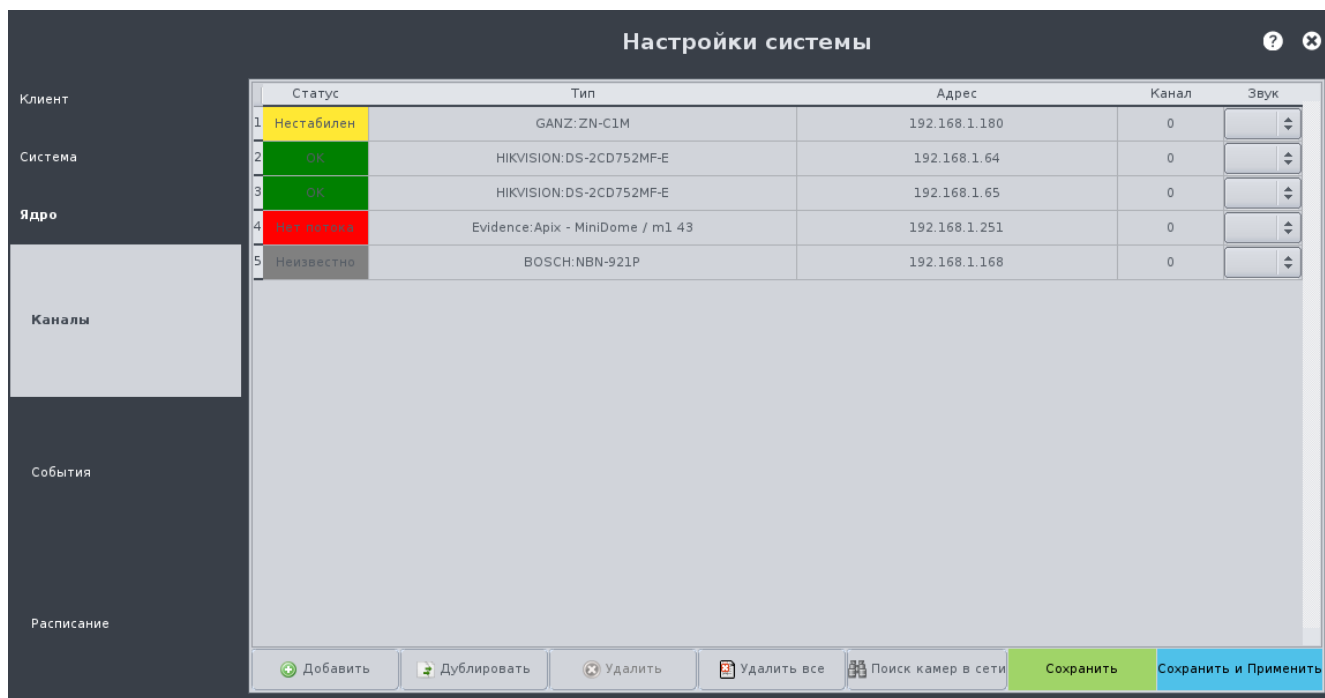 Настройки системы
Клиент
Система
Ядро
Каналы
События
Расписание
Статус Тип Адрес Канал Звук
1 Нестабилен GANZ:ZN-C1M 192.168.1.180 0
2 OK HIKVISION:DS-2CD752MF-E 192.168.1.64 0
3 OK HIKVISION:DS-2CD752MF-E 192.168.1.65 0
4 Нет потока Evidence:Apix - MiniDome / m1 43 192.168.1.251 0
5 Неизвестно BOSCH:NBN-921P 192.168.1.168 0
Добавить Дублировать Удалить Удалить все Поиск камер в сети Сохранить Сохранить и Применить